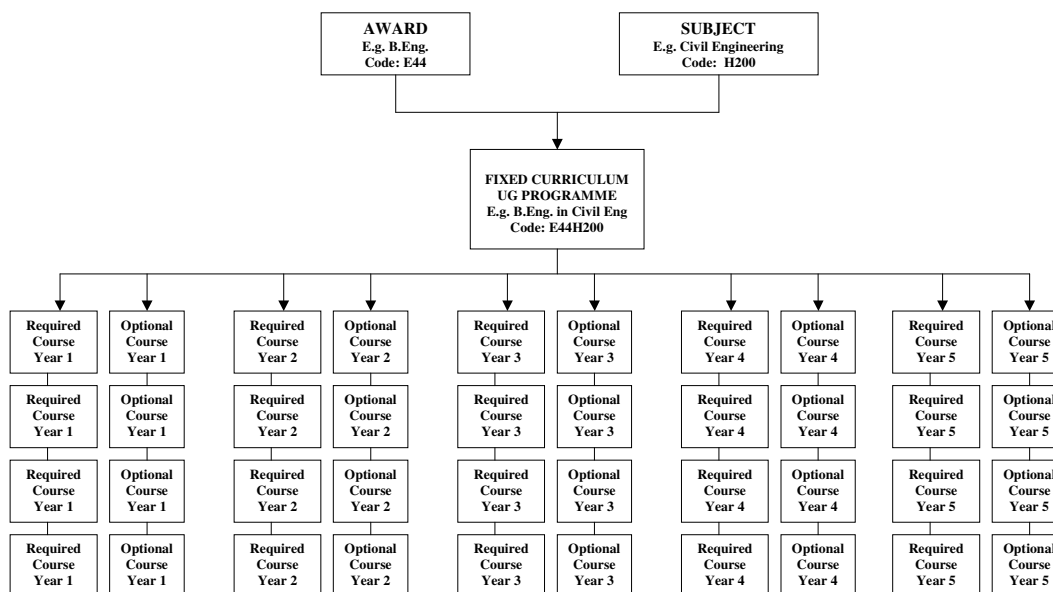 AWARD
E.g. B.Eng.
Code: E44
SUBJECT
E.g. Civil Engineering
Code: H200
FIXED CURRICULUM
UG PROGRAMME
E.g. B.Eng. in Civil Eng
Code: E44H200
Required
Course
Year 1
Optional
Course
Year 1
Required
Course
Year 2
Optional
Course
Year 2
Required
Course
Year 3
Optional
Course
Year 3
Required
Course
Year 4
Optional
Course
Year 4
Required
Course
Year 5
Optional
Course
Year 5
Required
Course
Year 1
Optional
Course
Year 1
Required
Course
Year 2
Optional
Course
Year 2
Required
Course
Year 3
Optional
Course
Year 3
Required
Course
Year 4
Optional
Course
Year 4
Required
Course
Year 5
Optional
Course
Year 5
Required
Course
Year 1
Optional
Course
Year 1
Required
Course
Year 2
Optional
Course
Year 2
Required
Course
Year 3
Optional
Course
Year 3
Required
Course
Year 4
Optional
Course
Year 4
Required
Course
Year 5
Optional
Course
Year 5
Required
Course
Year 1
Optional
Course
Year 1
Required
Course
Year 2
Optional
Course
Year 2
Required
Course
Year 3
Optional
Course
Year 3
Required
Course
Year 4
Optional
Course
Year 4
Required
Course
Year 5
Optional
Course
Year 5